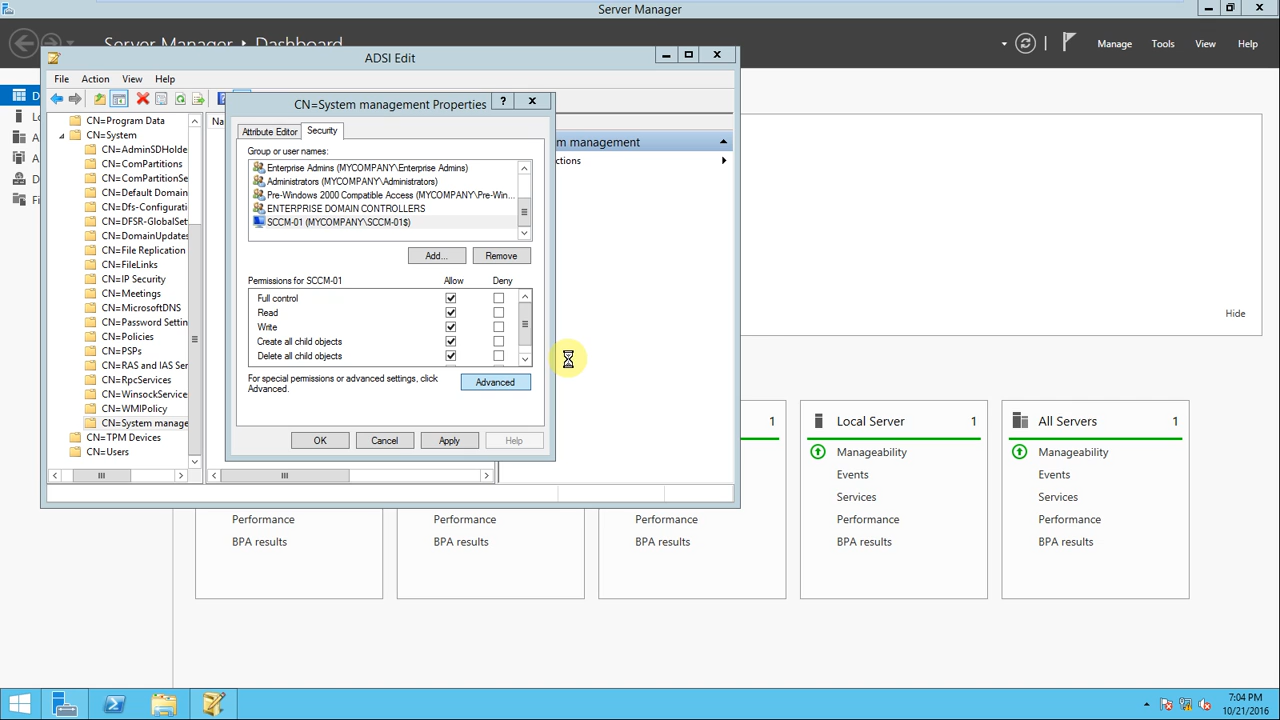 Server Manager
Server Manager • Dashboard
Manage
Tools
View
Help
ADSI Edit
File
Action
View
Help
CN=Program Data
CN=System
CN=AdminSDHolde
CN=ComPartitions
CN=ComPartitionSe
CN=Default Domain
CN=Dfs-Configurati
CN=DFSR-GlobalSet
CN=DomainUpdates
CN=File Replication
CN=FileLinks
CN=IP Security
CN=Meetings
CN=MicrosoftDNS
CN=Password Settin
CN=Policies
CN=PSPs
CN=RAS and IAS Ser
CN=RpcServices
CN=WinsockService
CN=WMIPolicy
CN=System manage
CN=TPM Devices
CN=Users
Na
m management
ctions
CN=System management Properties
?
Attribute Editor
Security
Group or user names:
Enterprise Admins (MYCOMPANY\Enterprise Admins)
Administrators (MYCOMPANY\Administrators)
Pre-Windows 2000 Compatible Access (MYCOMPANY\Pre-Win...
ENTERPRISE DOMAIN CONTROLLERS
SCCM-01 (MYCOMPANY\SCCM-01$)
Add...
Remove
Permissions for SCCM-01
Allow
Deny
Full control
Read
Write
Create all child objects
Delete all child objects
For special permissions or advanced settings, click
Advanced.
Advanced
OK
Cancel
Apply
Help
Hide
1
Local Server
1
All Servers
1
Manageability
Manageability
Events
Events
Services
Services
Performance
Performance
Performance
Performance
Performance
BPA results
BPA results
BPA results
BPA results
BPA results
7:04 PM
10/21/2016